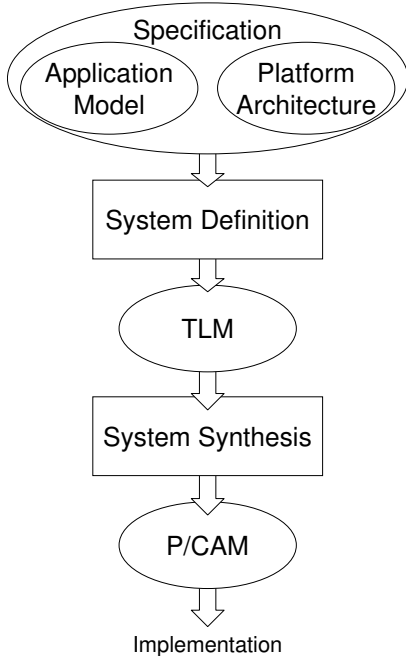 Specification
Application
Model
Platform
Architecture
System Definition
TLM
System Synthesis
P/CAM
Implementation